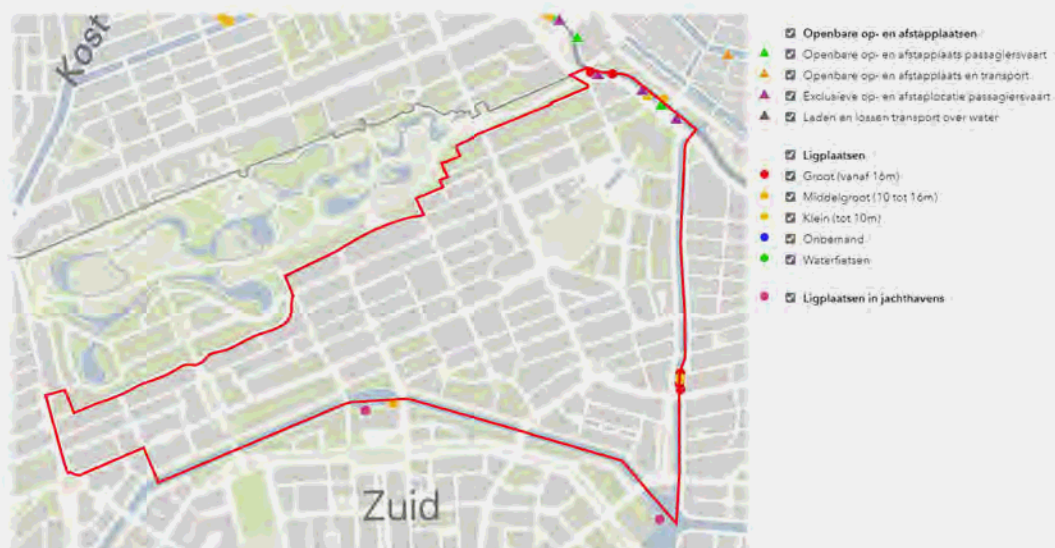 Kost
Zuid
Openbare op- en afstapplaatsen
Openbare op- en afstapplaats passagiersvaart
Openbare op- en afstapplaats en transport
Exclusieve op- en afstaplocatie passagiersvaart
Laden en lossen transport over water
Ligplaatsen
Groot (vanaf 16m)
Middelgroot (10 tot 16m)
Klein (tot 10m)
Onbemand
Waterfietsen
Ligplaatsen in jachthavens